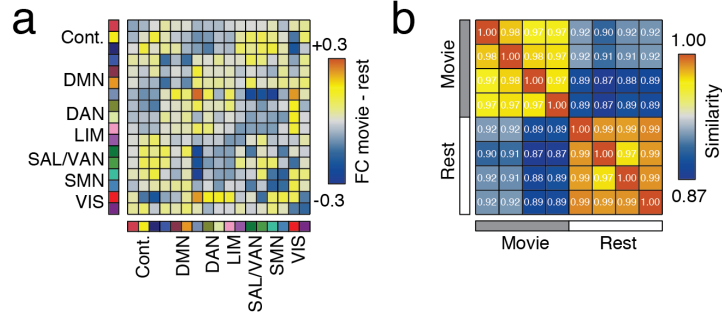 a
Cont.
DMN
DAN
LIM
SAL/VAN
SMN
VIS
Cont.
DMN
DAN
LIM
SAL/VAN
SMN
VIS
+0.3
FC movie - rest
-0.3
b
Movie
Rest
1.00 0.98 0.97 0.97 0.92 0.90 0.92 0.92
0.98 1.00 0.98 0.97 0.92 0.91 0.91 0.92
0.97 0.98 1.00 0.97 0.89 0.87 0.88 0.89
0.97 0.97 0.97 1.00 0.89 0.87 0.89 0.89
0.92 0.92 0.89 0.89 1.00 0.99 0.99 0.99
0.90 0.91 0.87 0.87 0.99 1.00 0.97 0.99
0.92 0.91 0.88 0.89 0.99 0.97 1.00 0.99
0.92 0.92 0.89 0.89 0.99 0.99 0.99 1.00
Movie
Rest
1.00
Similarity
0.87